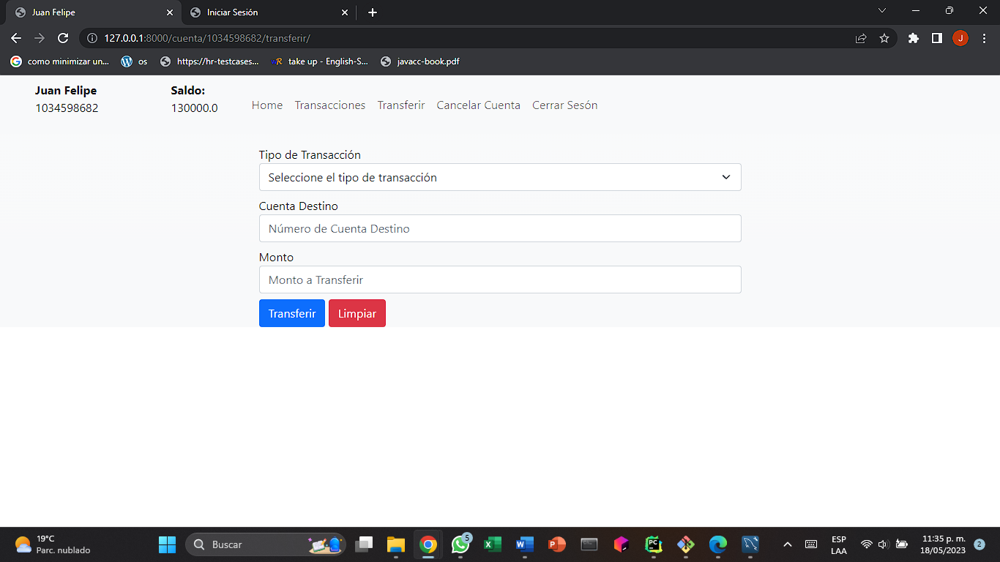 Juan Felipe
Iniciar Sesión
127.0.0.1:8000/cuenta/1034598682/transferir/
J
como minimizar un...
os
https://hr-testcases...
take up - English-S...
javacc-book.pdf
Juan Felipe
1034598682
Saldo:
130000.0
Home
Transacciones
Transferir
Cancelar Cuenta
Cerrar Sesón
Tipo de Transacción
Seleccione el tipo de transacción
Cuenta Destino
Número de Cuenta Destino
Monto
Monto a Transferir
Transferir
Limpiar
19°C
Parc. nublado
Buscar
5
ESP
LAA
11:35 p. m.
18/05/2023
2